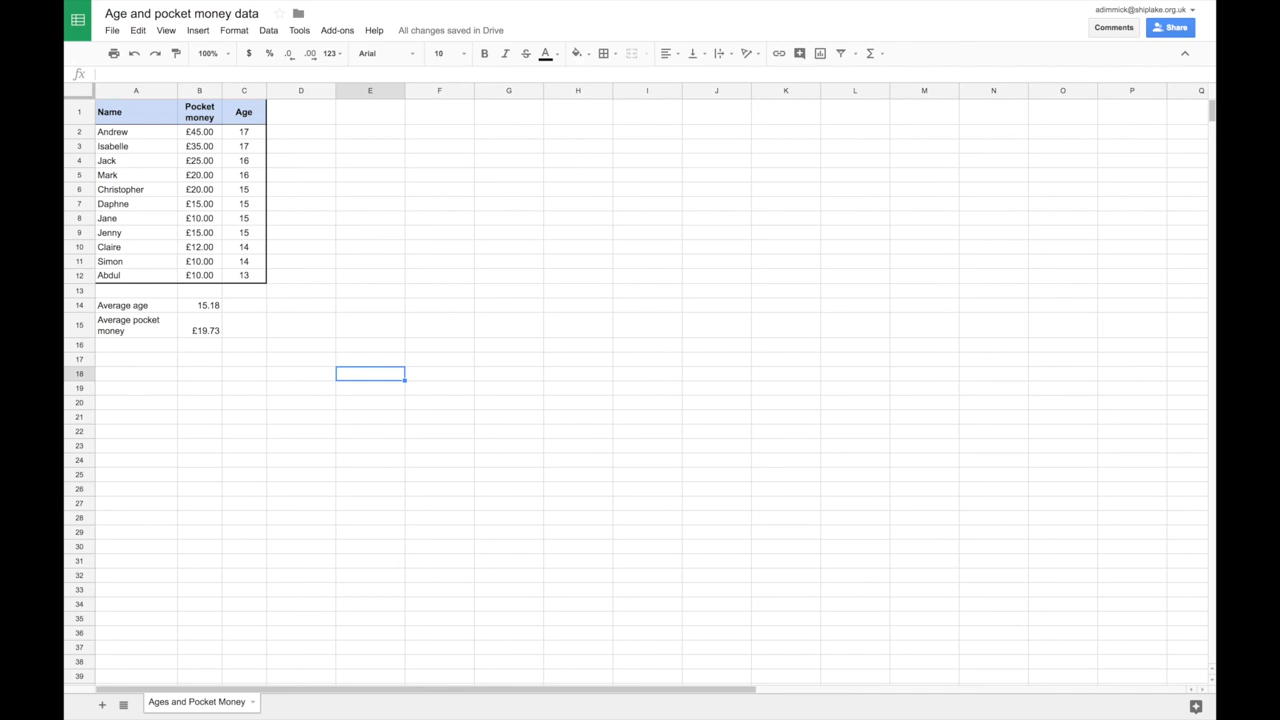 Age and pocket money data
adimmick@shiplake.org.uk
File Edit View Insert Format Data Tools Add-ons Help All changes saved in Drive
Comments Share
100% $ % .0 .00 123 Arial 10 B I S A Σ
fx
A B C D E F G H I J K L M N O P Q
1 Name Pocket money Age
2 Andrew £45.00 17
3 Isabelle £35.00 17
4 Jack £25.00 16
5 Mark £20.00 16
6 Christopher £20.00 15
7 Daphne £15.00 15
8 Jane £10.00 15
9 Jenny £15.00 15
10 Claire £12.00 14
11 Simon £10.00 14
12 Abdul £10.00 13
13
14 Average age 15.18
15 Average pocket money £19.73
16
17
18
19
20
21
22
23
24
25
26
27
28
29
30
31
32
33
34
35
36
37
38
39
Ages and Pocket Money